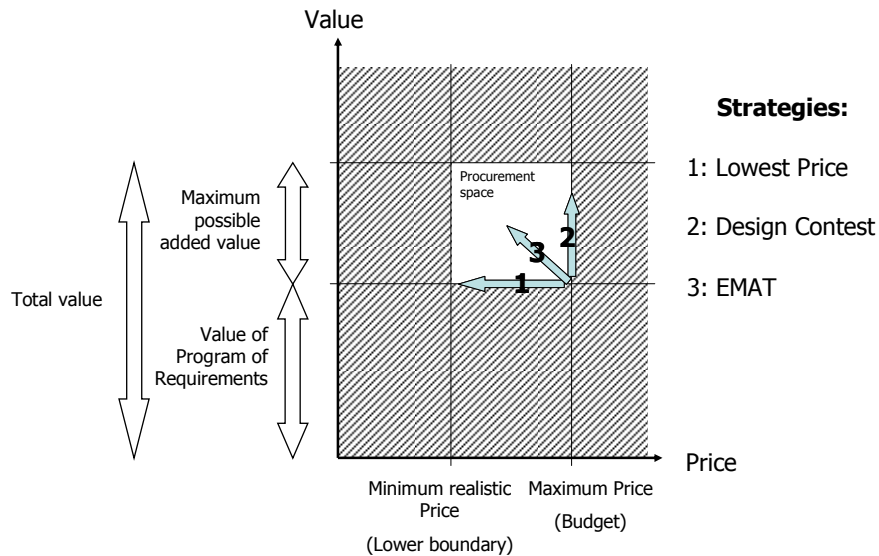 Value
Strategies:
1: Lowest Price
2: Design Contest
3: EMAT
Procurement
space
Maximum
possible
added value
2
3
1
Total value
Value of
Program of
Requirements
Price
Minimum realistic
Price
(Lower boundary)
Maximum Price
(Budget)